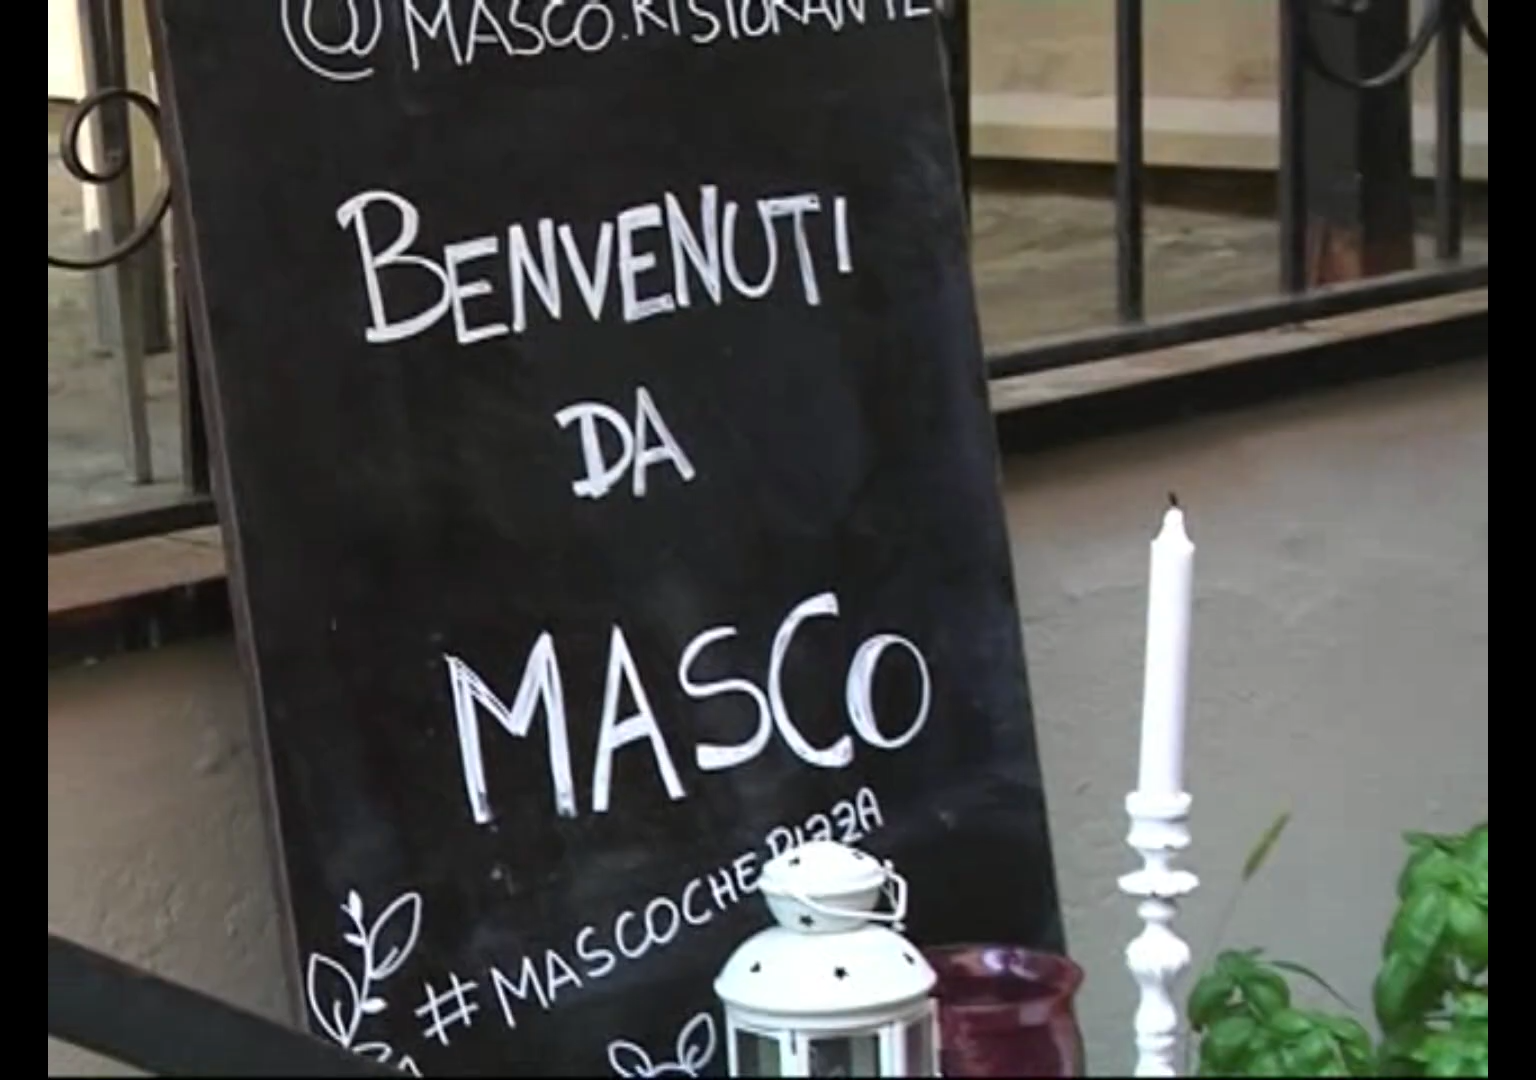 @MASCO.RISTORANTE
BENVENUTI
DA
MASCO
#MASCOCHEPIZZA